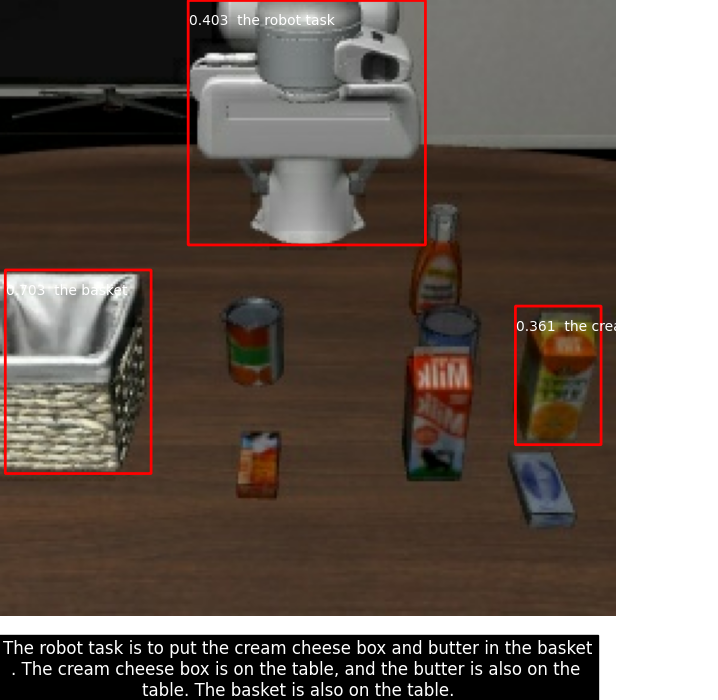 0.403  the robot task
0.703  the basket
0.361  the crea
Milk
Milk
The robot task is to put the cream cheese box and butter in the basket
. The cream cheese box is on the table, and the butter is also on the
table. The basket is also on the table.